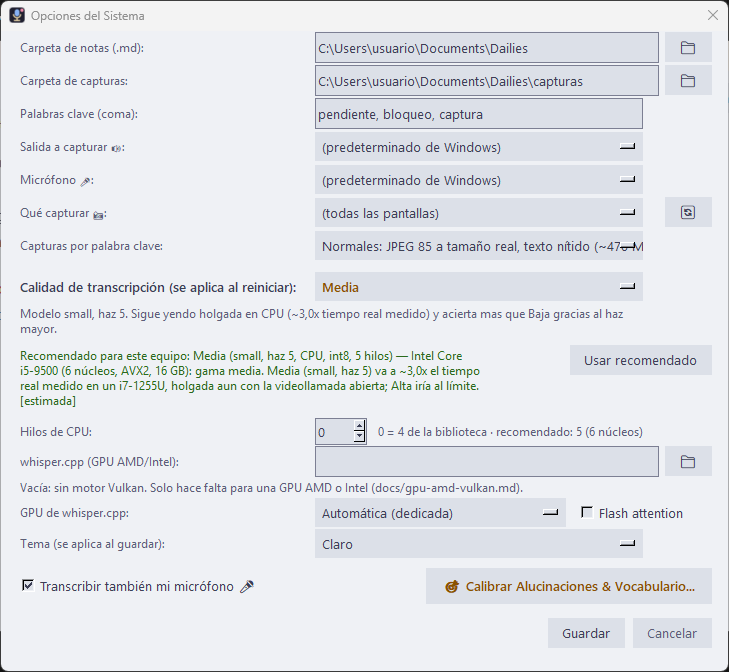 Opciones del Sistema
Carpeta de notas (.md): C:\Users\usuario\Documents\Dailies
Carpeta de capturas: C:\Users\usuario\Documents\Dailies\capturas
Palabras clave (coma): pendiente, bloqueo, captura
Salida a capturar 🔊: (predeterminado de Windows)
Micrófono 🎤: (predeterminado de Windows)
Qué capturar 📷: (todas las pantallas)
Capturas por palabra clave: Normales: JPEG 85 a tamaño real, texto nítido (~470 M
Calidad de transcripción (se aplica al reiniciar): Media
Modelo small, haz 5. Sigue yendo holgada en CPU (~3,0x tiempo real medido) y acierta mas que Baja gracias al haz
mayor.
Recomendado para este equipo: Media (small, haz 5, CPU, int8, 5 hilos) — Intel Core
i5-9500 (6 núcleos, AVX2, 16 GB): gama media. Media (small, haz 5) va a ~3,0x el tiempo
real medido en un i7-1255U, holgada aun con la videollamada abierta; Alta iría al límite.
[estimada]
Usar recomendado
Hilos de CPU: 0 0 = 4 de la biblioteca · recomendado: 5 (6 núcleos)
whisper.cpp (GPU AMD/Intel):
Vacía: sin motor Vulkan. Solo hace falta para una GPU AMD o Intel (docs/gpu-amd-vulkan.md).
GPU de whisper.cpp: Automática (dedicada) Flash attention
Tema (se aplica al guardar): Claro
Transcribir también mi micrófono 🎤 Calibrar Alucinaciones & Vocabulario...
Guardar Cancelar